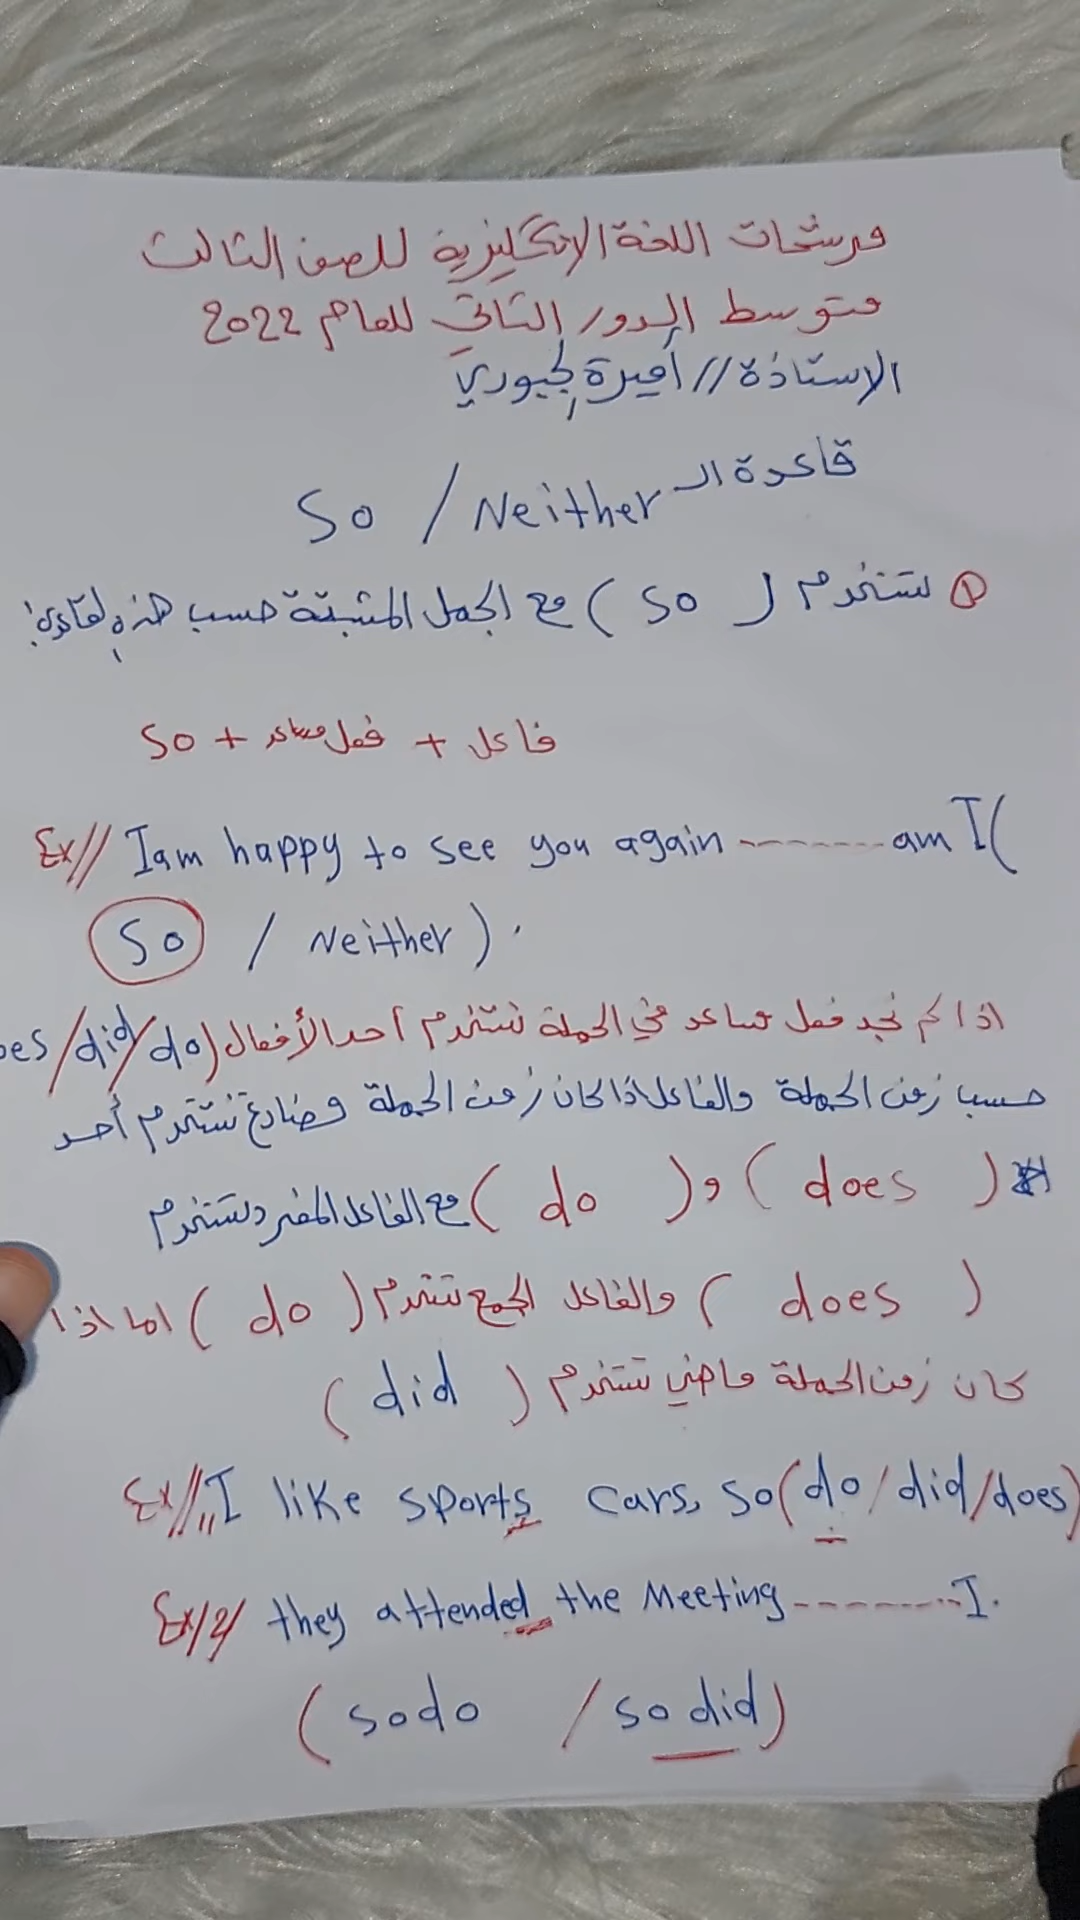 مرشحات اللغة الانكليزية للصف الثالث
متوسط الدور الثاني للعام 2022
الاستاذة // أميرة الجبوري
قاعدة الـ So / Neither
① نستخدم ( So ) مع الجمل المثبتة حسب هذه القاعدة:
So + فعل مساعد + فاعل
Ex// I am happy to see you again -------- am I (
So / Neither ) .
اذا لم نجد فعل مساعد في الجملة نستخدم أحد الأفعال (do/did/does
حسب زمن الجملة والفاعل اذا كان زمن الجملة مضارع نستخدم أحد
( does ) و ( do ) مع الفاعل المفرد نستخدم
( does ) والفاعل الجمع نستخدم ( do ) اما اذا
كان زمن الجملة ماضي نستخدم ( did )
Ex// I like sports cars, so (do/did/does)
Ex/2/ they attended the Meeting --------- I.
(so do / so did)